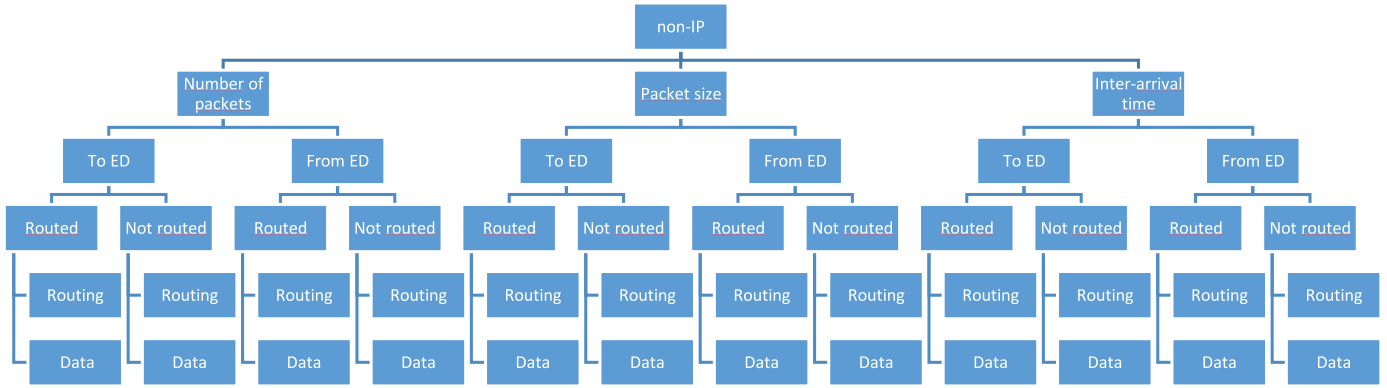 non-IP
Number of
packets
Packet size
Inter-arrival
time
To ED
From ED
To ED
From ED
To ED
From ED
Routed
Not routed
Routed
Not routed
Routed
Not routed
Routed
Not routed
Routed
Not routed
Routed
Not routed
Routing
Routing
Routing
Routing
Routing
Routing
Routing
Routing
Routing
Routing
Routing
Routing
Data
Data
Data
Data
Data
Data
Data
Data
Data
Data
Data
Data